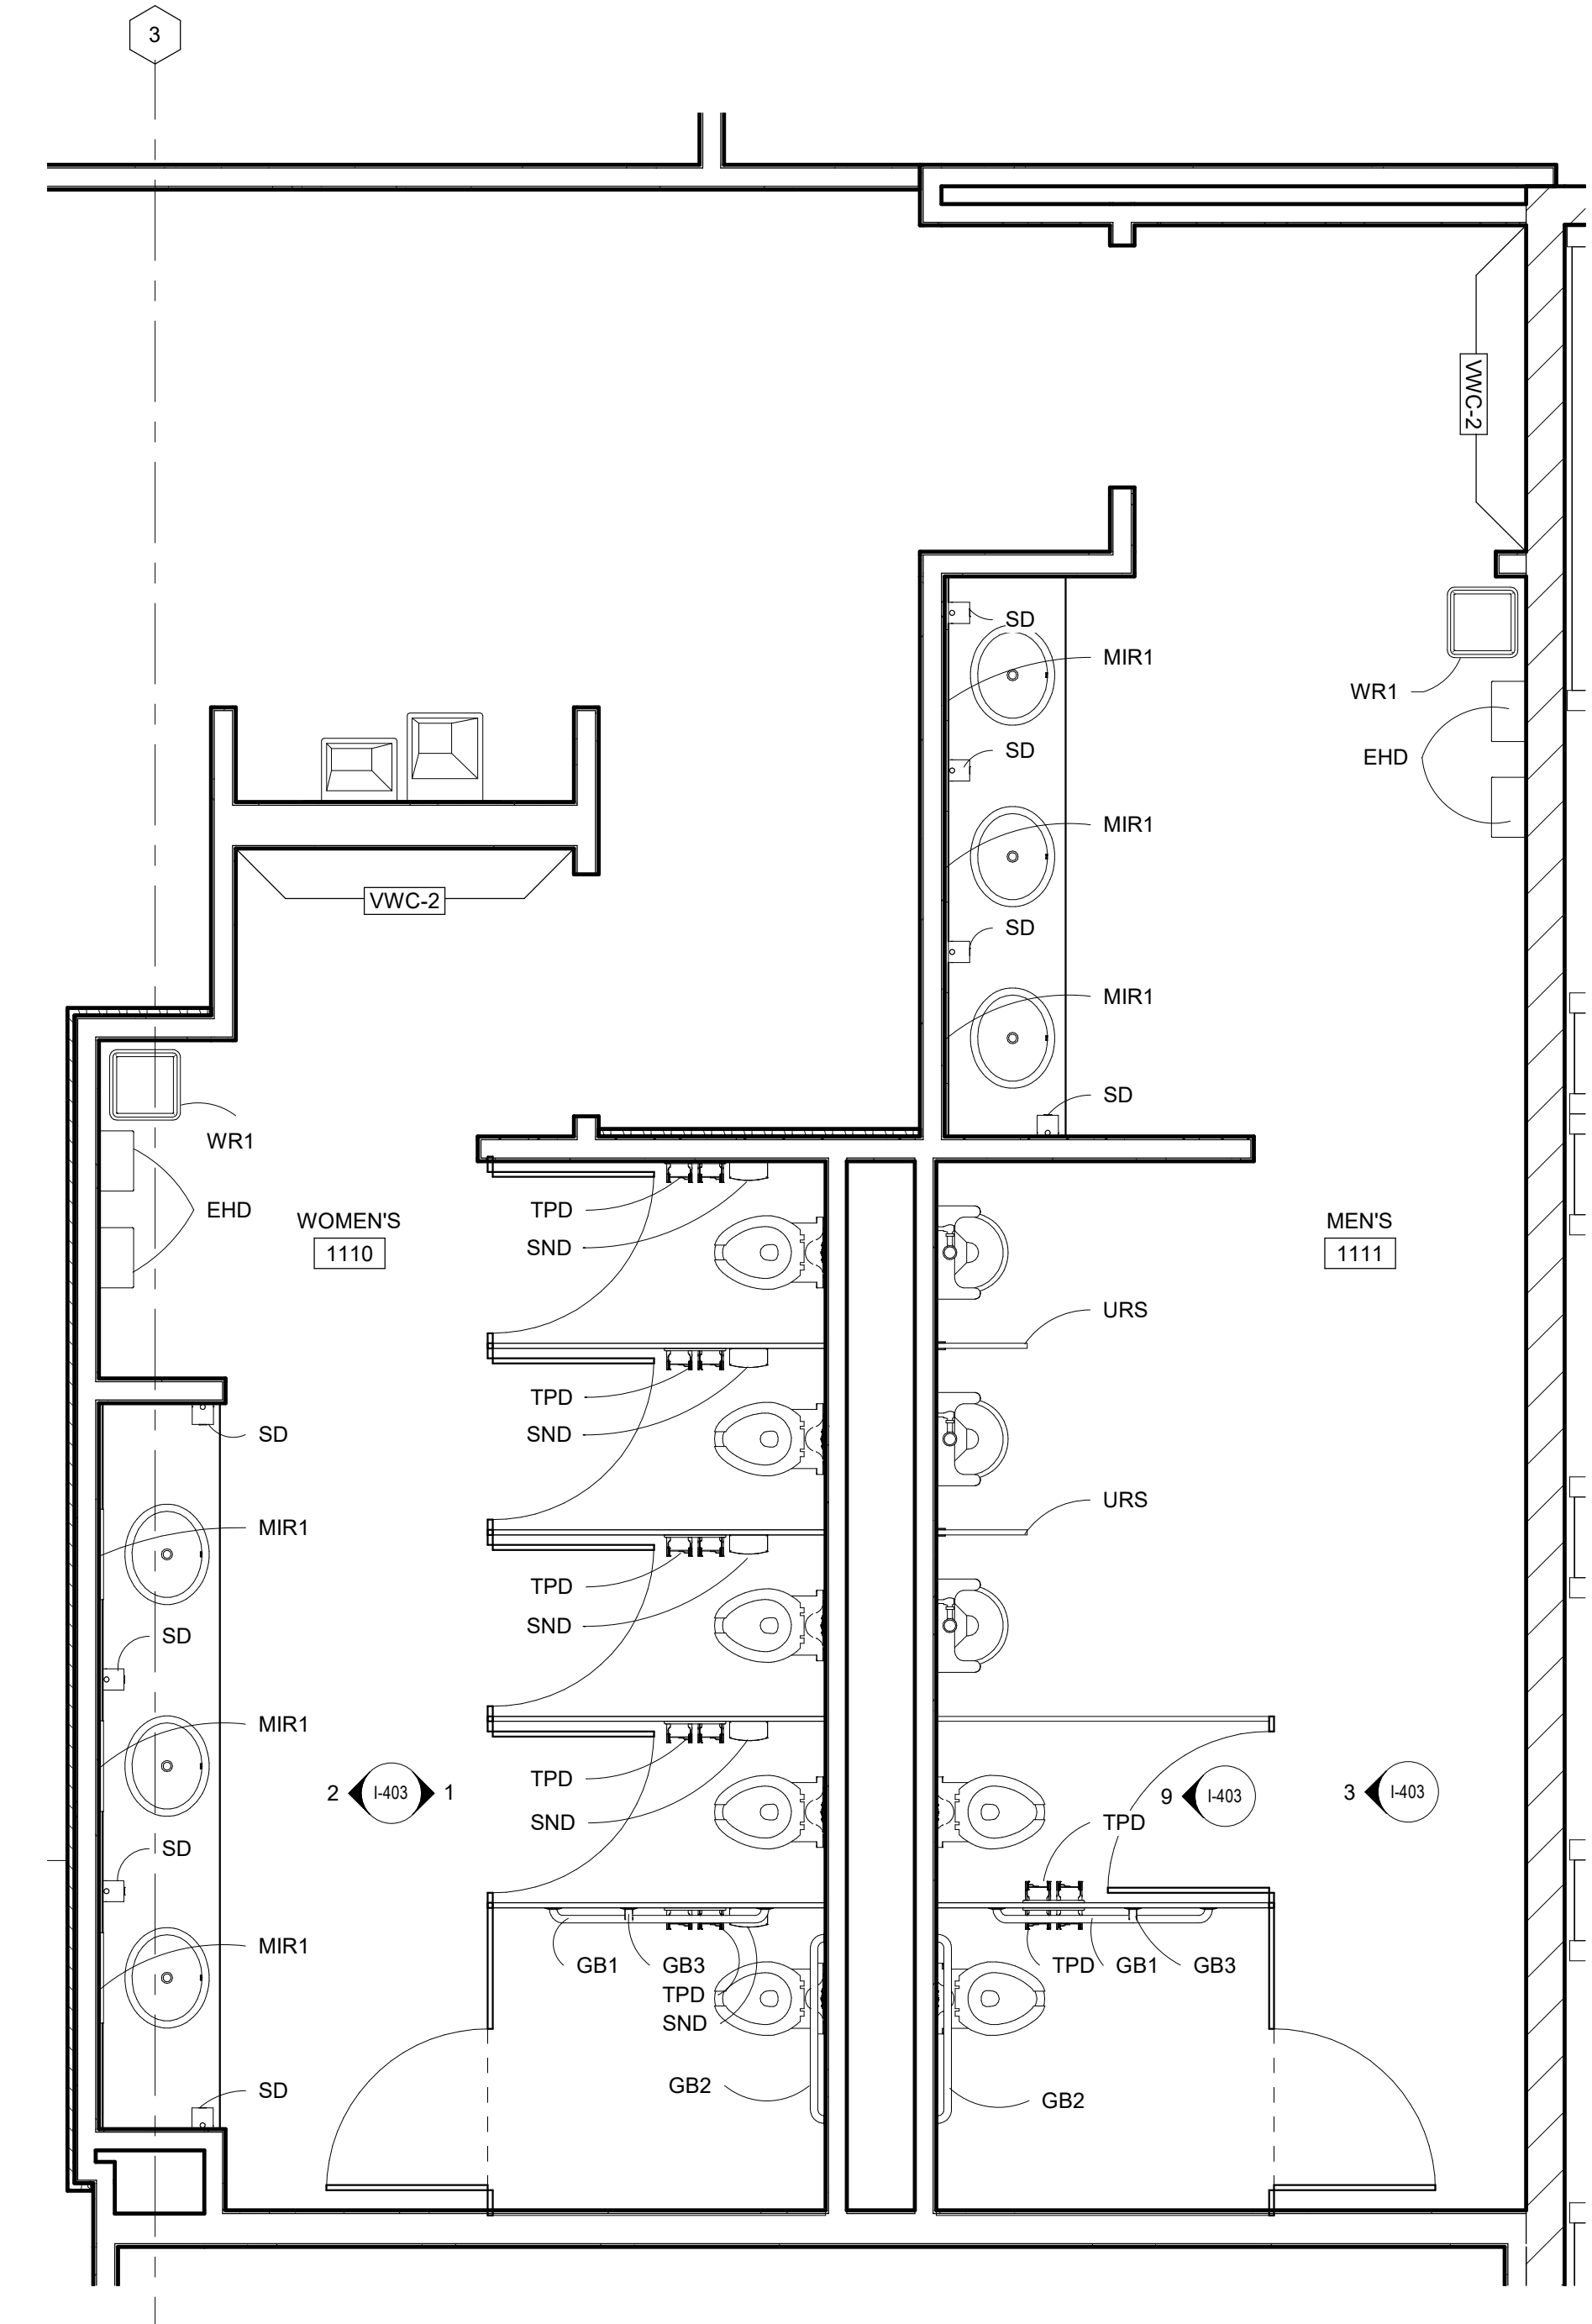 3
VWC-2
SD
MIR1
WR1
SD
EHD
MIR1
VWC-2
SD
MIR1
SD
WR1
TPD
EHD
WOMEN'S
1110
SND
MEN'S
1111
URS
TPD
SD
SND
URS
MIR1
TPD
SND
SD
MIR1
TPD
2 I-403 1
9 I-403
3 I-403
SND
TPD
SD
MIR1
GB1
GB3
TPD
GB1
GB3
TPD
SND
GB2
SD
GB2